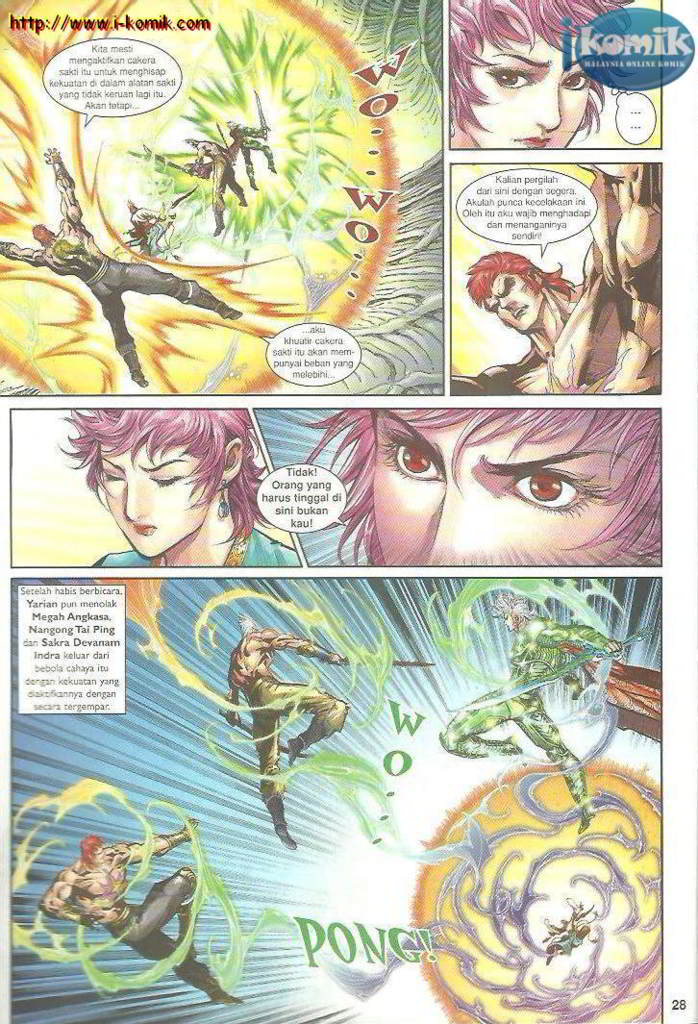 http://www.i-komik.com
ikomik
MALAYSIA ONLINE KOMIK
Kita mesti
mengaktifkan cakera
sakti itu untuk menghisap
kekuatan di dalam alatan sakti
yang tidak keruan lagi itu.
Akan tetapi...
WO...WO...
...aku
khuatir cakera
sakti itu akan mem-
punyai beban yang
melebihi...
...
...
Kalian pergilah
dari sini dengan segera.
Akulah punca kecelakaan ini.
Oleh itu aku wajib menghadapi
dan menanganinya
sendiri!
Tidak!
Orang yang
harus tinggal di
sini bukan
kau!
Setelah habis berbicara,
Yarian pun menolak
Megah Angkasa,
Nangong Tai Ping
dan Sakra Devanam
Indra keluar dari
bebola cahaya itu
dengan kekuatan yang
diaktifkannya dengan
secara tergempar.
WO...
PONG!
28